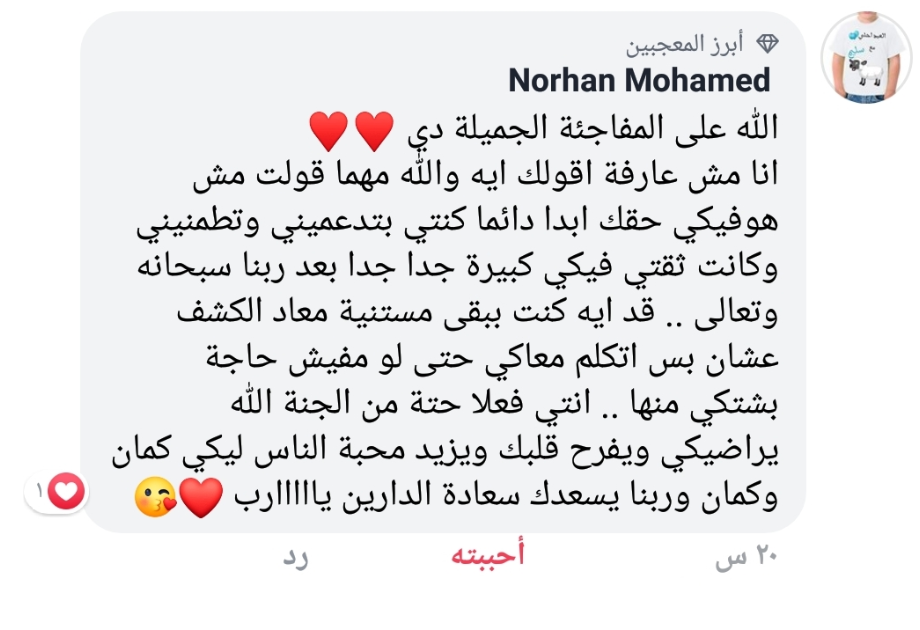 أبرز المعجبين
Norhan Mohamed
الله على المفاجئة الجميلة دي ♥️♥️
انا مش عارفة اقولك ايه والله مهما قولت مش
هوفيكي حقك ابدا دائما كنتي بتدعميني وتطمنيني
وكانت ثقتي فيكي كبيرة جدا جدا بعد ربنا سبحانه
وتعالى .. قد ايه كنت ببقى مستنية معاد الكشف
عشان بس اتكلم معاكي حتى لو مفيش حاجة
بشتكي منها .. انتي فعلا حتة من الجنة الله
يراضيكي ويفرح قلبك ويزيد محبة الناس ليكي كمان
وكمان وربنا يسعدك سعادة الدارين ياااااارب ❤️😘
١
٢٠ س أحببته رد